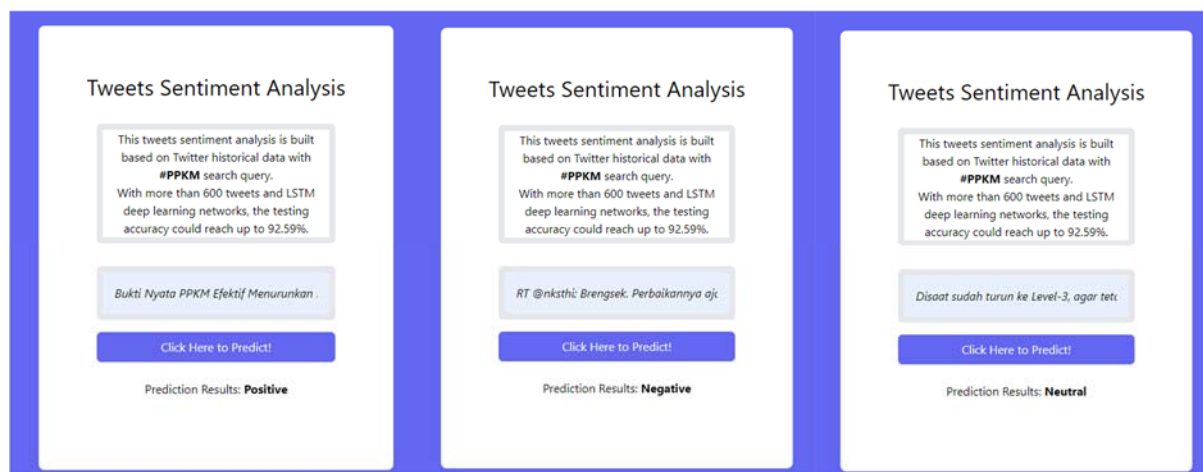 Tweets Sentiment Analysis
This tweets sentiment analysis is built
based on Twitter historical data with
#PPKM search query.
With more than 600 tweets and LSTM
deep learning networks, the testing
accuracy could reach up to 92.59%.
Bukti Nyata PPKM Efektif Menurunkan
Click Here to Predict!
Prediction Results: Positive
Tweets Sentiment Analysis
This tweets sentiment analysis is built
based on Twitter historical data with
#PPKM search query.
With more than 600 tweets and LSTM
deep learning networks, the testing
accuracy could reach up to 92.59%.
RT @nksthi: Brengsek. Perbaikannya
Click Here to Predict!
Prediction Results: Negative
Tweets Sentiment Analysis
This tweets sentiment analysis is built
based on Twitter historical data with
#PPKM search query.
With more than 600 tweets and LSTM
deep learning networks, the testing
accuracy could reach up to 92.59%.
Disaat sudah turun ke Level-3, agar
Click Here to Predict!
Prediction Results: Neutral